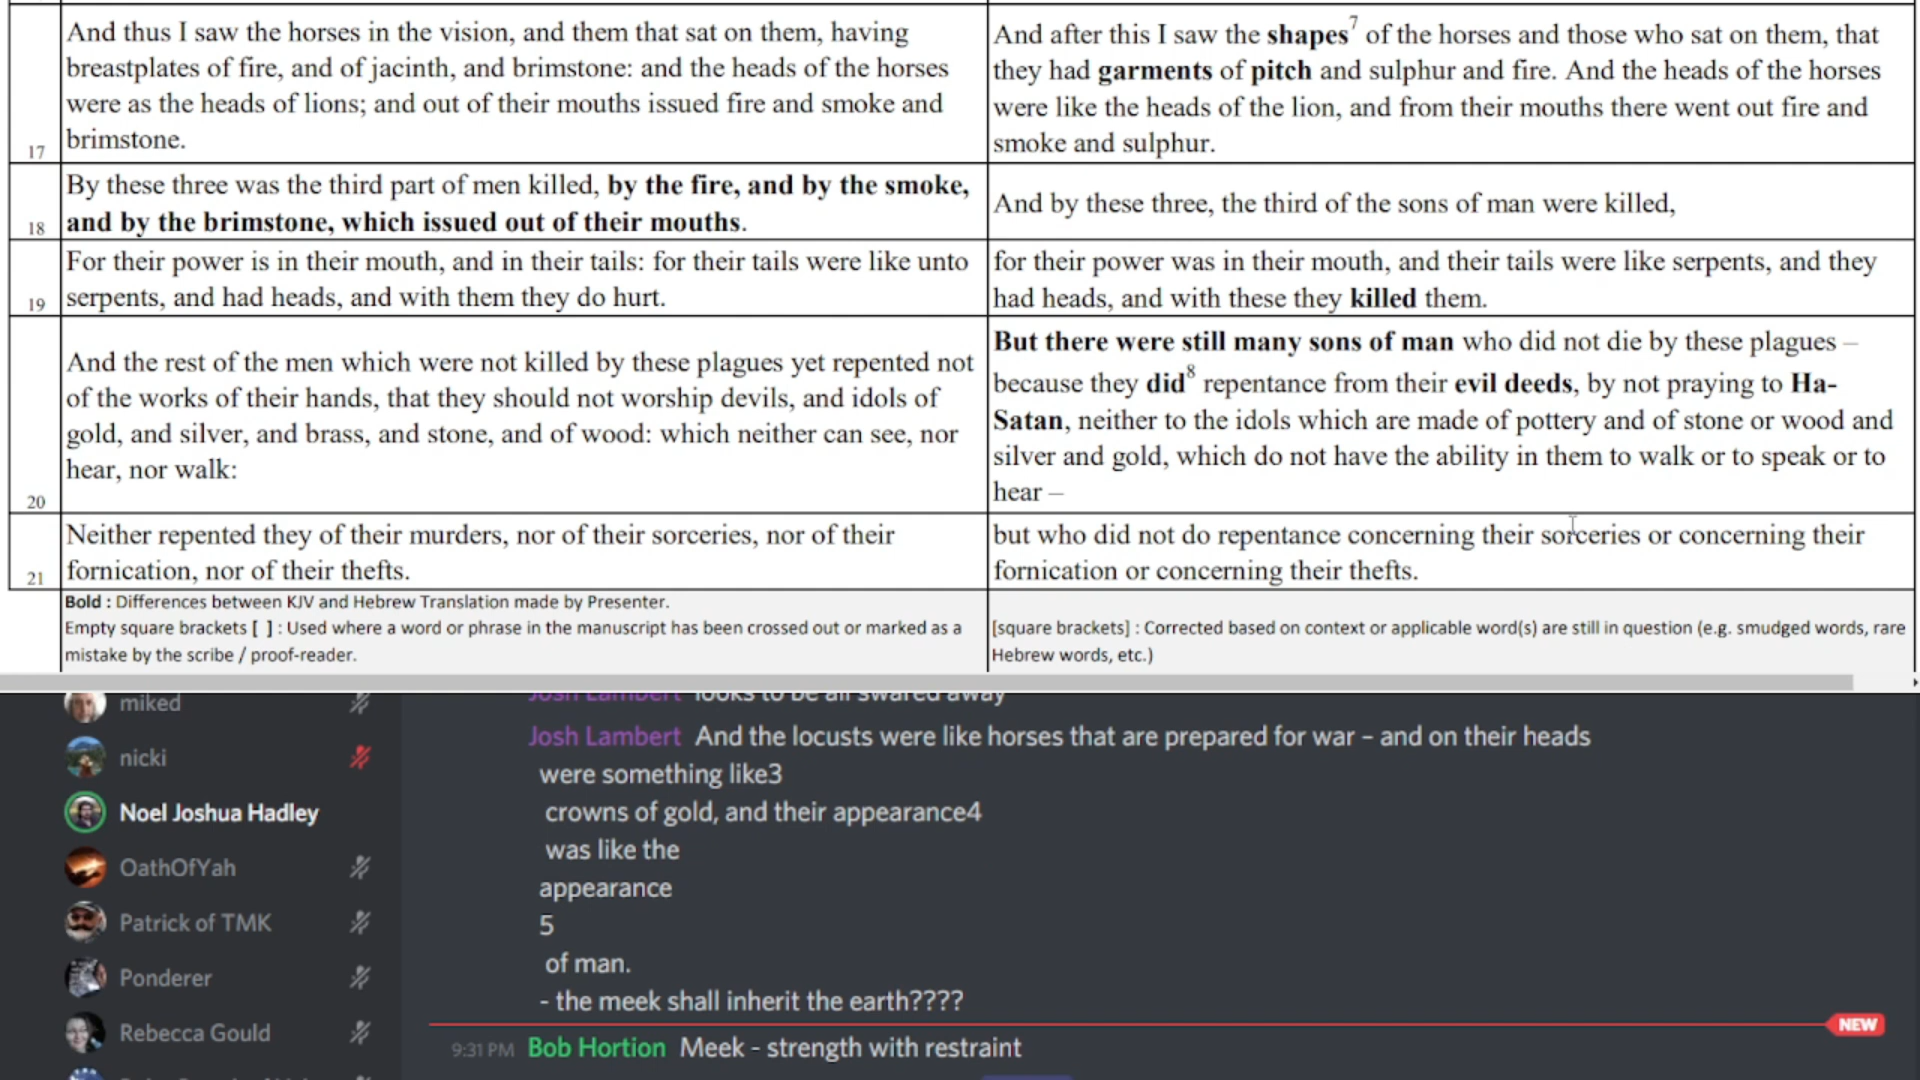 And thus I saw the horses in the vision, and them that sat on them, having
breastplates of fire, and of jacinth, and brimstone: and the heads of the horses
were as the heads of lions; and out of their mouths issued fire and smoke and
brimstone.
17
And after this I saw the shapes7 of the horses and those who sat on them, that
they had garments of pitch and sulphur and fire. And the heads of the horses
were like the heads of the lion, and from their mouths there went out fire and
smoke and sulphur.
By these three was the third part of men killed, by the fire, and by the smoke,
and by the brimstone, which issued out of their mouths.
18
And by these three, the third of the sons of man were killed,
For their power is in their mouth, and in their tails: for their tails were like unto
serpents, and had heads, and with them they do hurt.
19
for their power was in their mouth, and their tails were like serpents, and they
had heads, and with these they killed them.
And the rest of the men which were not killed by these plagues yet repented not
of the works of their hands, that they should not worship devils, and idols of
gold, and silver, and brass, and stone, and of wood: which neither can see, nor
hear, nor walk:
20
But there were still many sons of man who did not die by these plagues –
because they did8 repentance from their evil deeds, by not praying to Ha-
Satan, neither to the idols which are made of pottery and of stone or wood and
silver and gold, which do not have the ability in them to walk or to speak or to
hear –
Neither repented they of their murders, nor of their sorceries, nor of their
fornication, nor of their thefts.
21
but who did not do repentance concerning their sorceries or concerning their
fornication or concerning their thefts.
Bold : Differences between KJV and Hebrew Translation made by Presenter.
Empty square brackets [ ] : Used where a word or phrase in the manuscript has been crossed out or marked as a
mistake by the scribe / proof-reader.
[square brackets] : Corrected based on context or applicable word(s) are still in question (e.g. smudged words, rare
Hebrew words, etc.)
miked
nicki
Noel Joshua Hadley
OathOfYah
Patrick of TMK
Ponderer
Rebecca Gould
Josh Lambert looks to be all swared away
Josh Lambert And the locusts were like horses that are prepared for war – and on their heads
were something like3
crowns of gold, and their appearance4
was like the
appearance
5
of man.
- the meek shall inherit the earth????
NEW
9:31 PM Bob Hortion Meek - strength with restraint